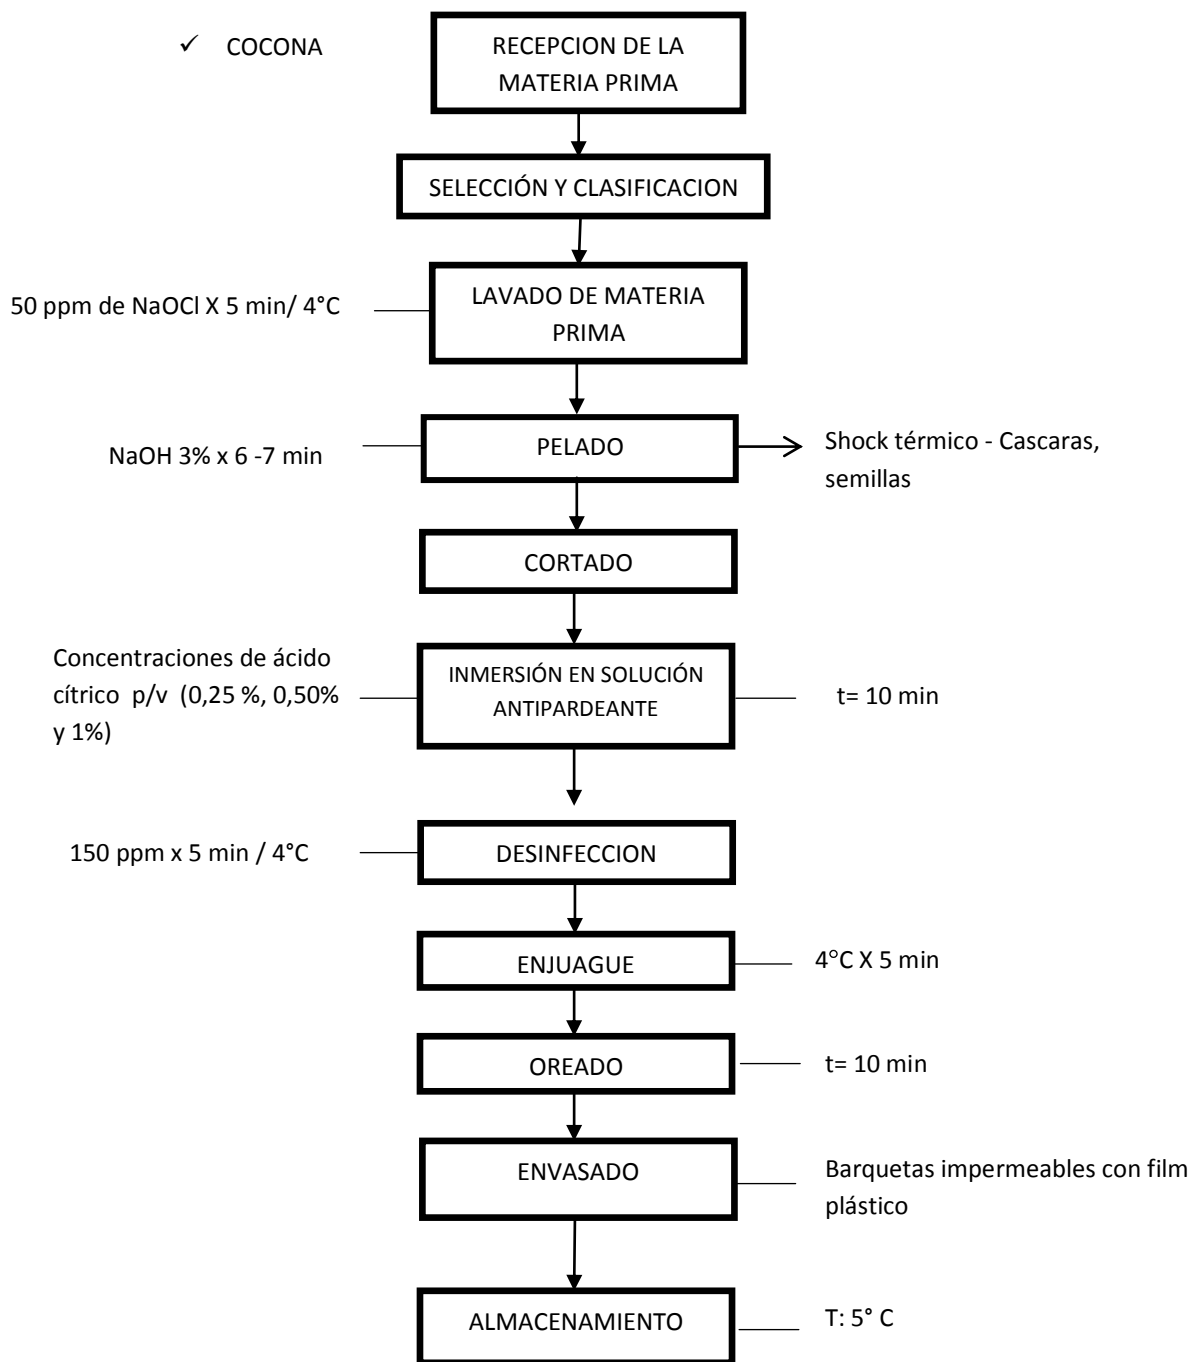 ✓ COCONA
RECEPCION DE LA
MATERIA PRIMA
SELECCIÓN Y CLASIFICACION
50 ppm de NaOCl X 5 min/ 4°C
LAVADO DE MATERIA
PRIMA
NaOH 3% x 6 -7 min
PELADO
Shock térmico - Cascaras,
semillas
CORTADO
Concentraciones de ácido
cítrico p/v (0,25 %, 0,50%
y 1%)
INMERSIÓN EN SOLUCIÓN
ANTIPARDEANTE
t= 10 min
150 ppm x 5 min / 4°C
DESINFECCION
ENJUAGUE
4°C X 5 min
OREADO
t= 10 min
ENVASADO
Barquetas impermeables con film
plástico
ALMACENAMIENTO
T: 5° C